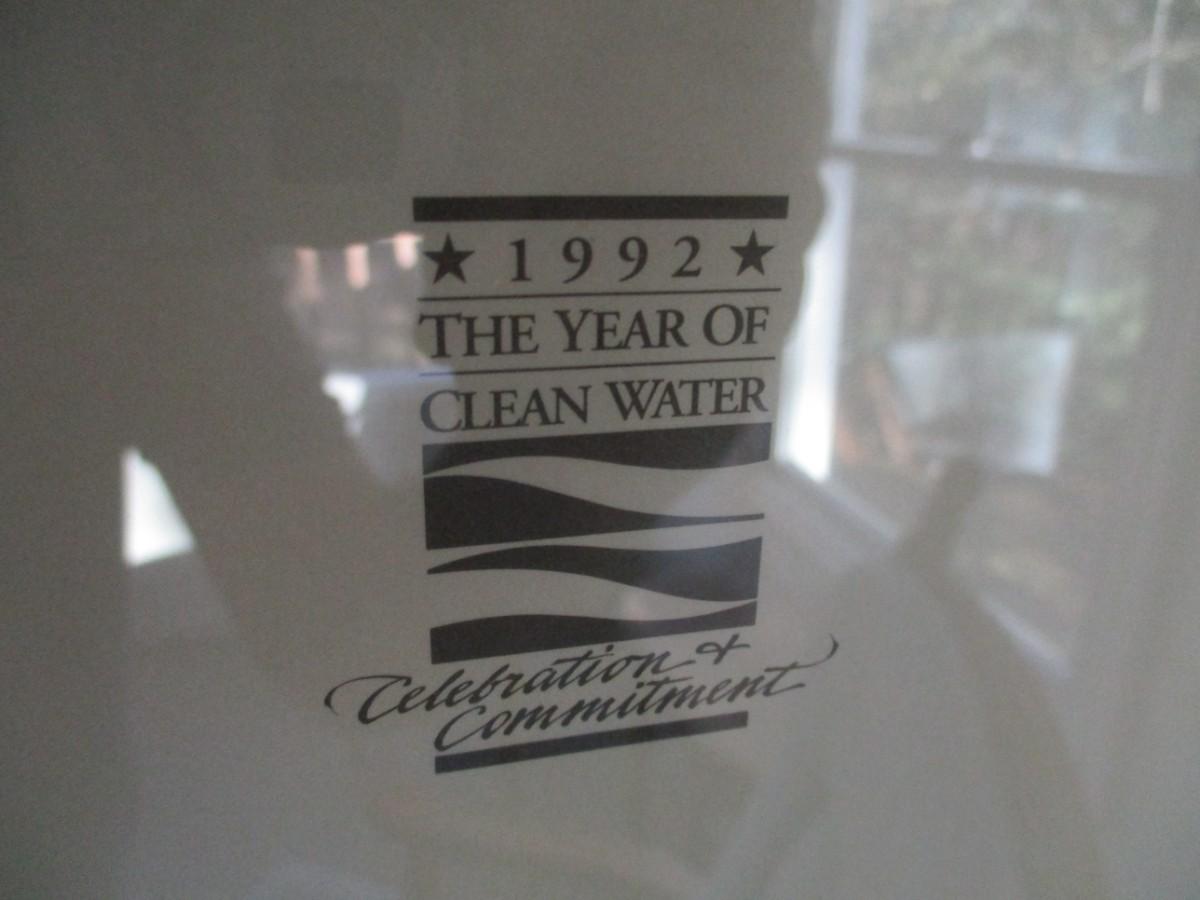 ★ 1992 ★
THE YEAR OF
CLEAN WATER
Celebration &
Commitment